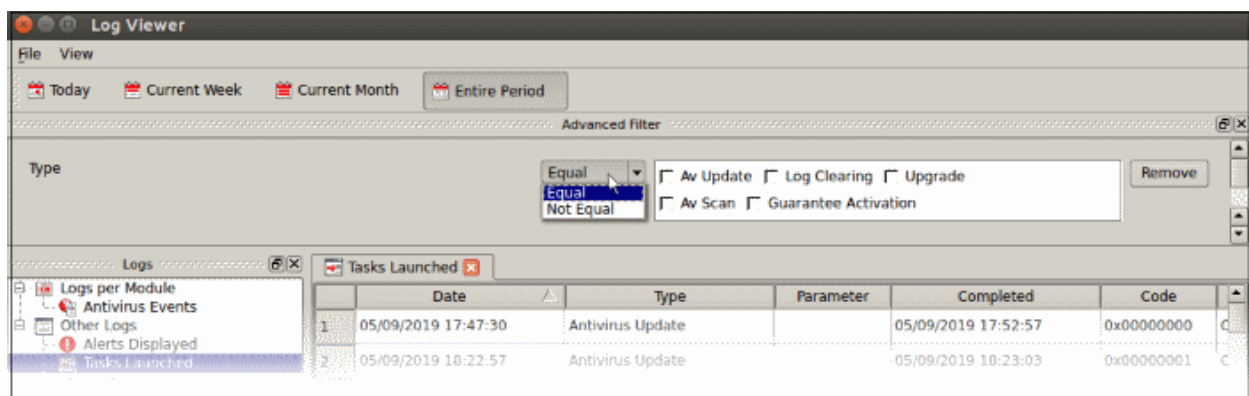 Log Viewer
File View
Today Current Week Current Month Entire Period
Advanced Filter
Type Equal Av Update Log Clearing Upgrade Remove
Equal
Not Equal Av Scan Guarantee Activation
Logs Tasks Launched
Logs per Module
Antivirus Events
Other Logs
Alerts Displayed
Tasks Launched
Date Type Parameter Completed Code
1 05/09/2019 17:47:30 Antivirus Update 05/09/2019 17:52:57 0x00000000
2 05/09/2019 18:22:57 Antivirus Update 05/09/2019 18:23:03 0x00000001